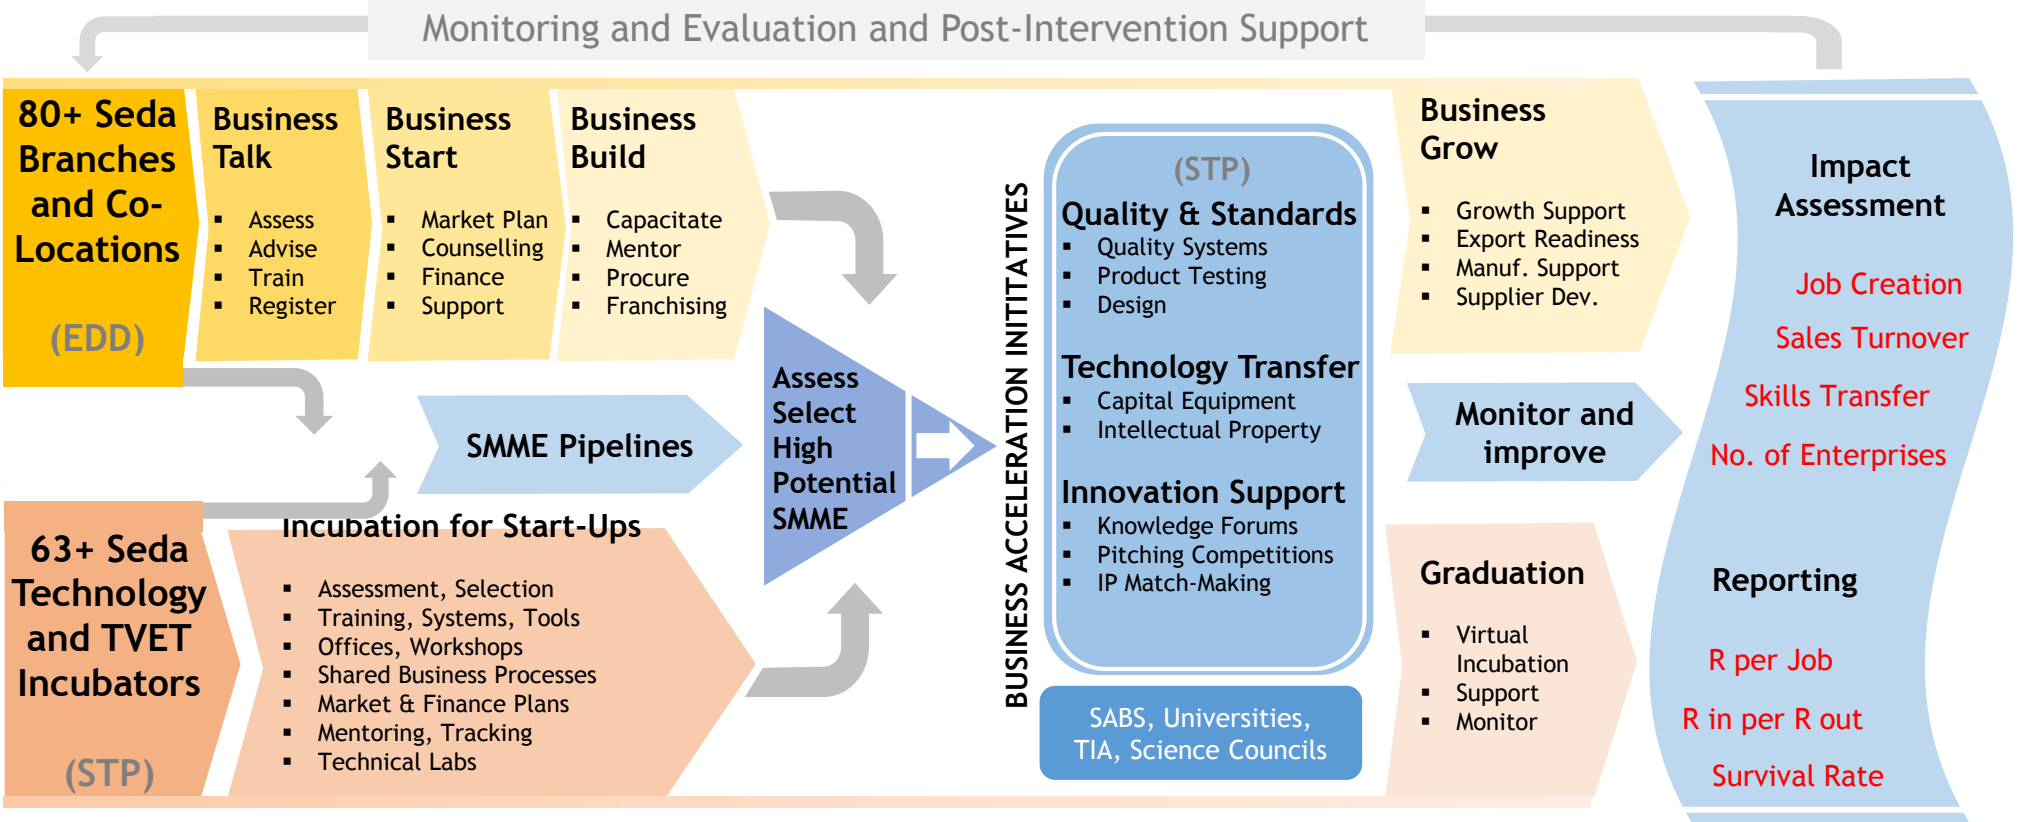 Monitoring and Evaluation and Post-Intervention Support
80+ Seda
Branches
and Co-
Locations
(EDD)
Business
Talk
▪ Assess
▪ Advise
▪ Train
▪ Register
Business
Start
▪ Market Plan
▪ Counselling
▪ Finance
▪ Support
Business
Build
▪ Capacitate
▪ Mentor
▪ Procure
▪ Franchising
SMME Pipelines
63+ Seda
Technology
and TVET
Incubators
(STP)
Incubation for Start-Ups
▪ Assessment, Selection
▪ Training, Systems, Tools
▪ Offices, Workshops
▪ Shared Business Processes
▪ Market & Finance Plans
▪ Mentoring, Tracking
▪ Technical Labs
Assess
Select
High
Potential
SMME
BUSINESS ACCELERATION INITITATIVES
(STP)
Quality & Standards
▪ Quality Systems
▪ Product Testing
▪ Design
Technology Transfer
▪ Capital Equipment
▪ Intellectual Property
Innovation Support
▪ Knowledge Forums
▪ Pitching Competitions
▪ IP Match-Making
SABS, Universities,
TIA, Science Councils
Business
Grow
▪ Growth Support
▪ Export Readiness
▪ Manuf. Support
▪ Supplier Dev.
Monitor and
improve
Graduation
▪ Virtual
Incubation
▪ Support
▪ Monitor
Impact
Assessment
Job Creation
Sales Turnover
Skills Transfer
No. of Enterprises
Reporting
R per Job
R in per R out
Survival Rate